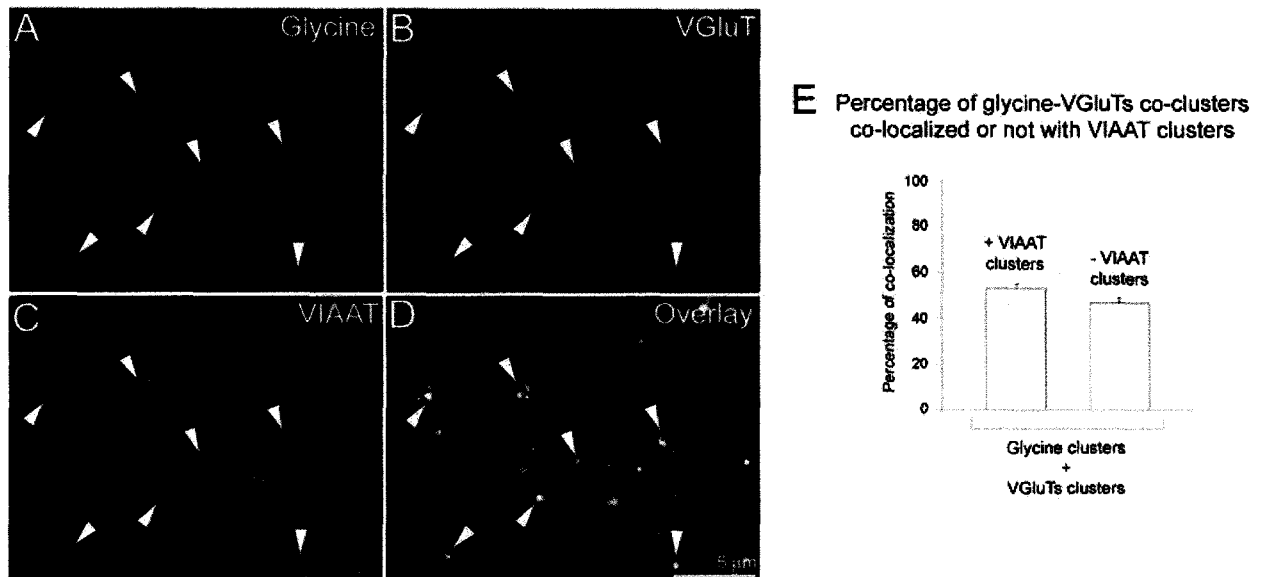 A Glycine
B VGluT
C VIAAT
D Overlay
5 µm
E Percentage of glycine-VGluTs co-clusters
co-localized or not with VIAAT clusters
Percentage of co-localization
100
80
60
40
20
0
+ VIAAT
clusters
- VIAAT
clusters
Glycine clusters
+
VGluTs clusters